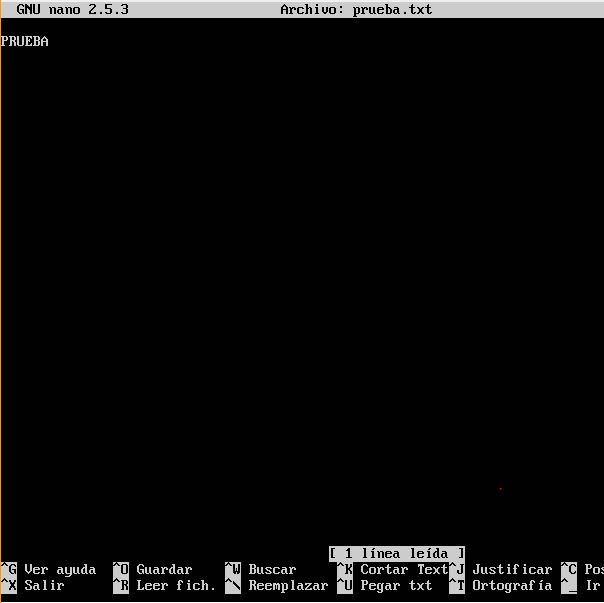 GNU nano 2.5.3 Archivo: prueba.txt
PRUEBA
[ 1 línea leída ]
^G Ver ayuda ^O Guardar ^W Buscar ^K Cortar Text ^J Justificar ^C Pos
^X Salir ^R Leer fich. ^\ Reemplazar ^U Pegar txt ^T Ortografía ^_ Ir